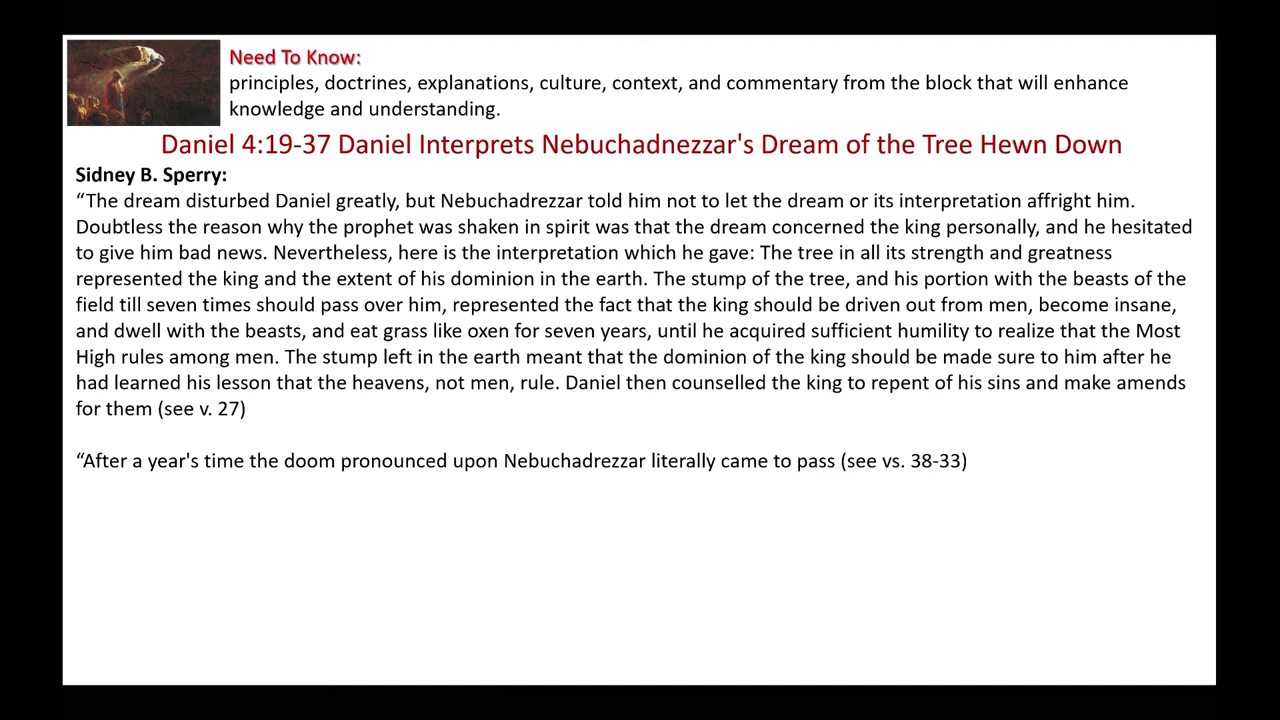 Need To Know:
principles, doctrines, explanations, culture, context, and commentary from the block that will enhance
knowledge and understanding.
Daniel 4:19-37 Daniel Interprets Nebuchadnezzar's Dream of the Tree Hewn Down
Sidney B. Sperry:
“The dream disturbed Daniel greatly, but Nebuchadrezzar told him not to let the dream or its interpretation affright him.
Doubtless the reason why the prophet was shaken in spirit was that the dream concerned the king personally, and he hesitated
to give him bad news. Nevertheless, here is the interpretation which he gave: The tree in all its strength and greatness
represented the king and the extent of his dominion in the earth. The stump of the tree, and his portion with the beasts of the
field till seven times should pass over him, represented the fact that the king should be driven out from men, become insane,
and dwell with the beasts, and eat grass like oxen for seven years, until he acquired sufficient humility to realize that the Most
High rules among men. The stump left in the earth meant that the dominion of the king should be made sure to him after he
had learned his lesson that the heavens, not men, rule. Daniel then counselled the king to repent of his sins and make amends
for them (see v. 27)
“After a year's time the doom pronounced upon Nebuchadrezzar literally came to pass (see vs. 38-33)